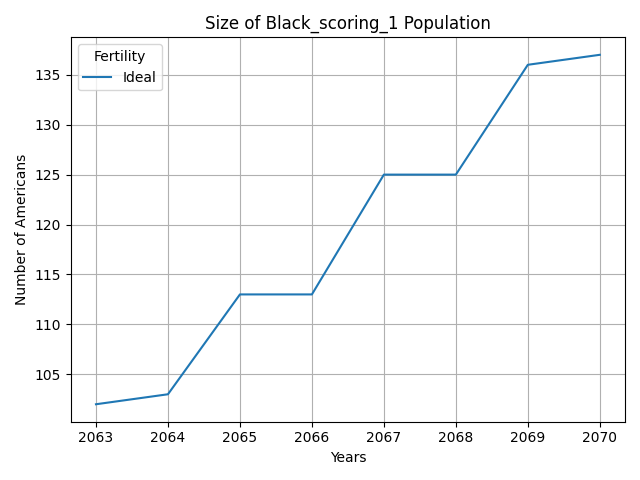 Size of Black_scoring_1 Population
Fertility
Ideal
Number of Americans
135
130
125
120
115
110
105
2063 2064 2065 2066 2067 2068 2069 2070
Years